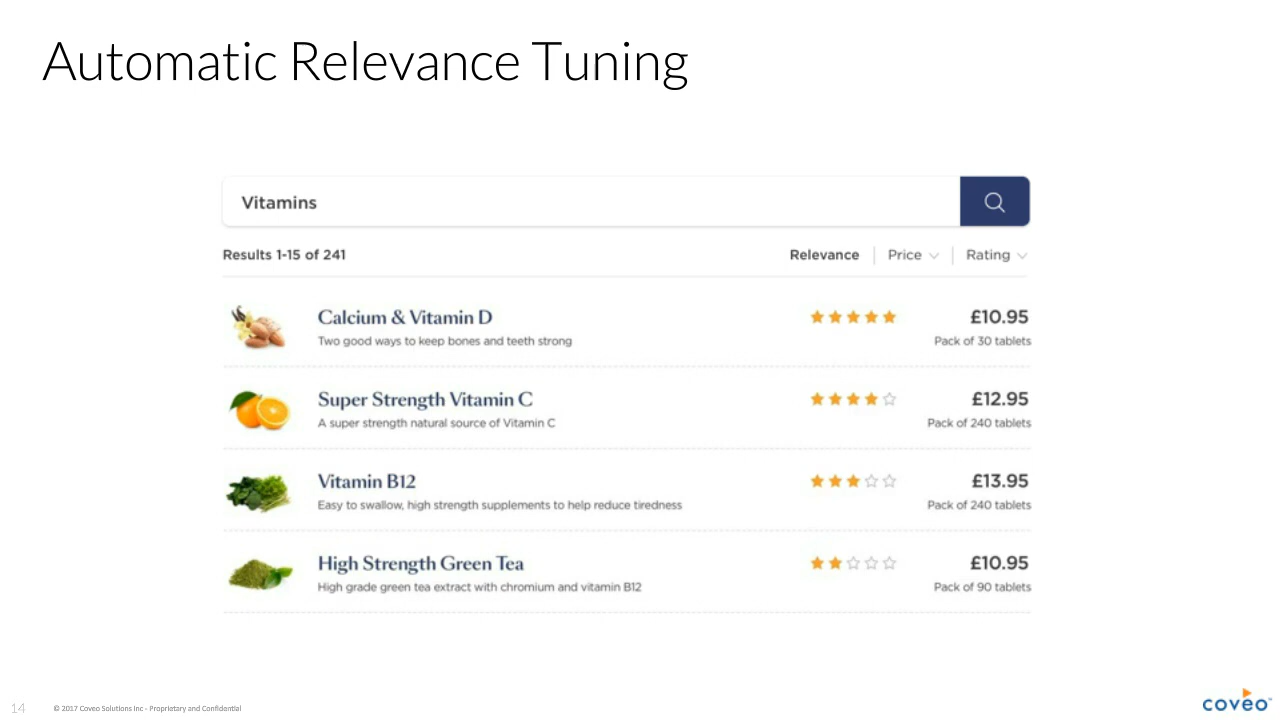 Automatic Relevance Tuning
Vitamins
Results 1-15 of 241
Relevance Price Rating
Calcium & Vitamin D £10.95
Two good ways to keep bones and teeth strong Pack of 30 tablets
Super Strength Vitamin C £12.95
A super strength natural source of Vitamin C Pack of 240 tablets
Vitamin B12 £13.95
Easy to swallow, high strength supplements to help reduce tiredness Pack of 240 tablets
High Strength Green Tea £10.95
High grade green tea extract with chromium and vitamin B12 Pack of 90 tablets
14 © 2017 Coveo Solutions Inc - Proprietary and Confidential
coveo™